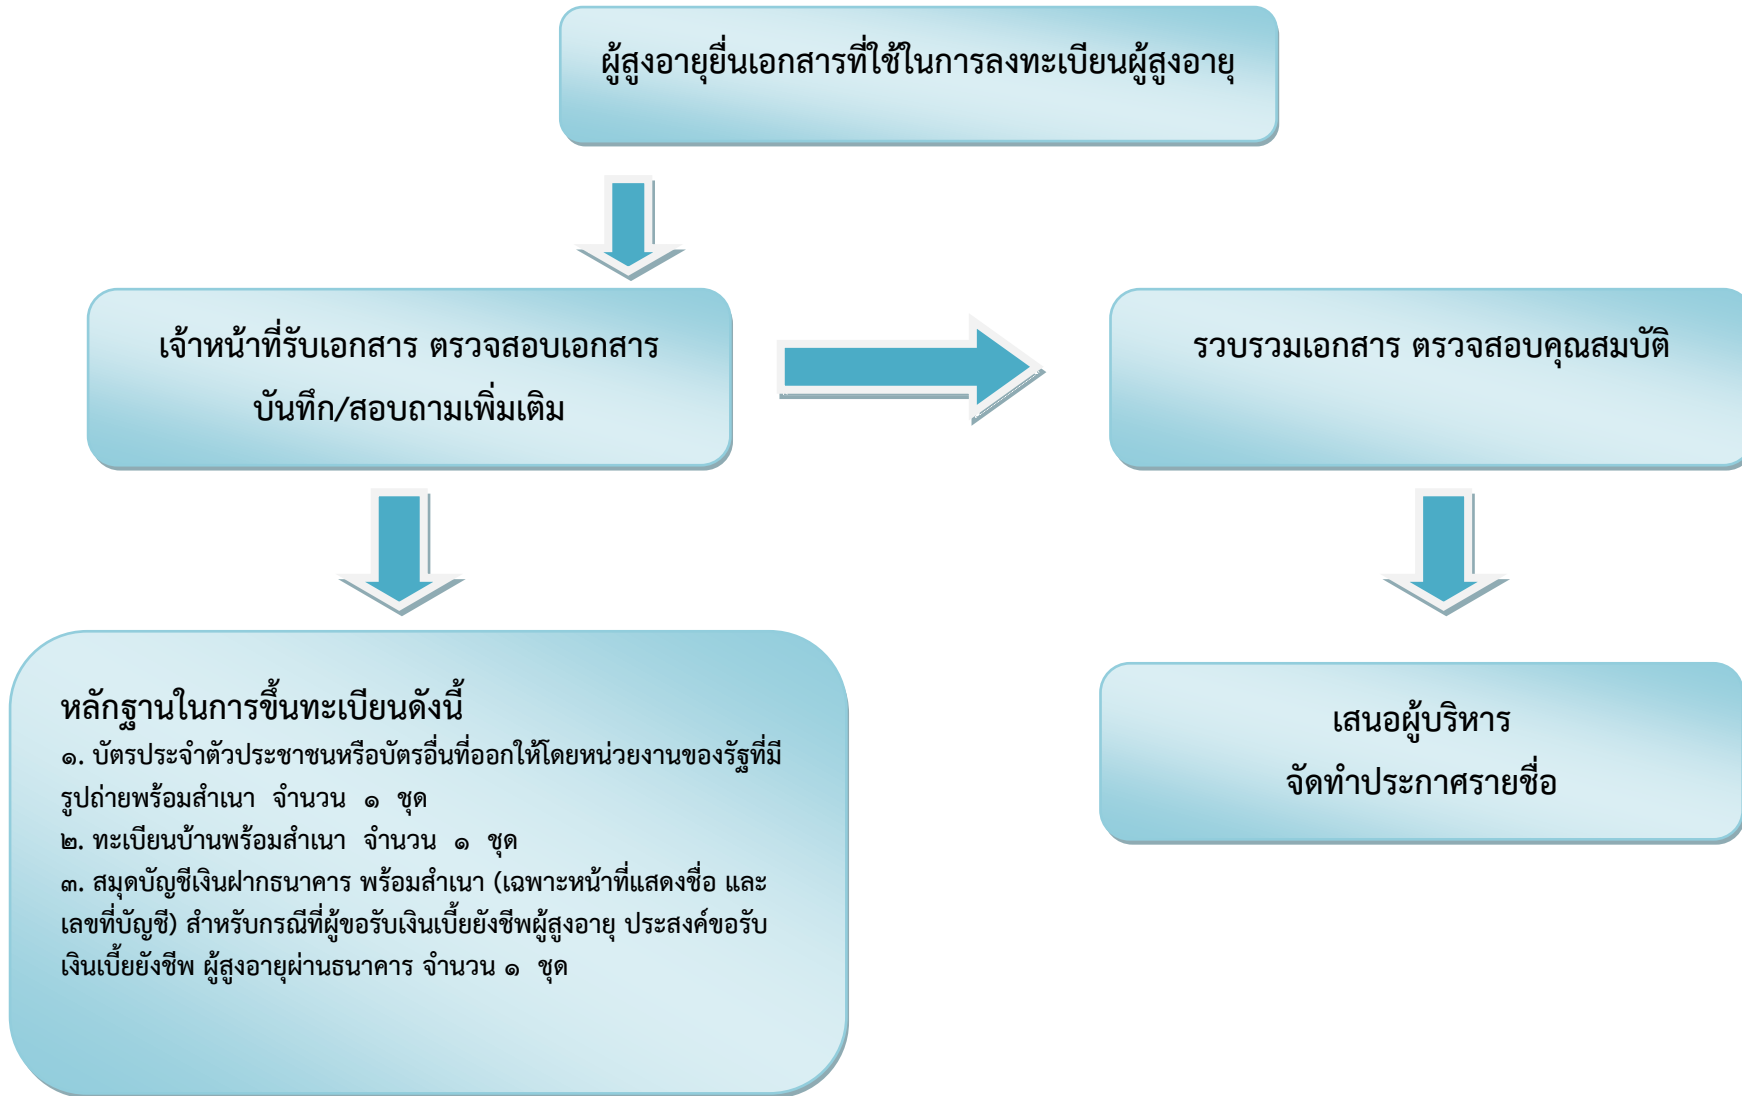 ผู้สูงอายุยื่นเอกสารที่ใช้ในการลงทะเบียนผู้สูงอายุ
เจ้าหน้าที่รับเอกสาร ตรวจสอบเอกสาร
บันทึก/สอบถามเพิ่มเติม
รวบรวมเอกสาร ตรวจสอบคุณสมบัติ
หลักฐานในการขึ้นทะเบียนดังนี้
๑. บัตรประจำตัวประชาชนหรือบัตรอื่นที่ออกให้โดยหน่วยงานของรัฐที่มี
รูปถ่ายพร้อมสำเนา จำนวน ๑ ชุด
๒. ทะเบียนบ้านพร้อมสำเนา จำนวน ๑ ชุด
๓. สมุดบัญชีเงินฝากธนาคาร พร้อมสำเนา (เฉพาะหน้าที่แสดงชื่อ และ
เลขที่บัญชี) สำหรับกรณีที่ผู้ขอรับเงินเบี้ยยังชีพผู้สูงอายุ ประสงค์ขอรับ
เงินเบี้ยยังชีพ ผู้สูงอายุผ่านธนาคาร จำนวน ๑ ชุด
เสนอผู้บริหาร
จัดทำประกาศรายชื่อ